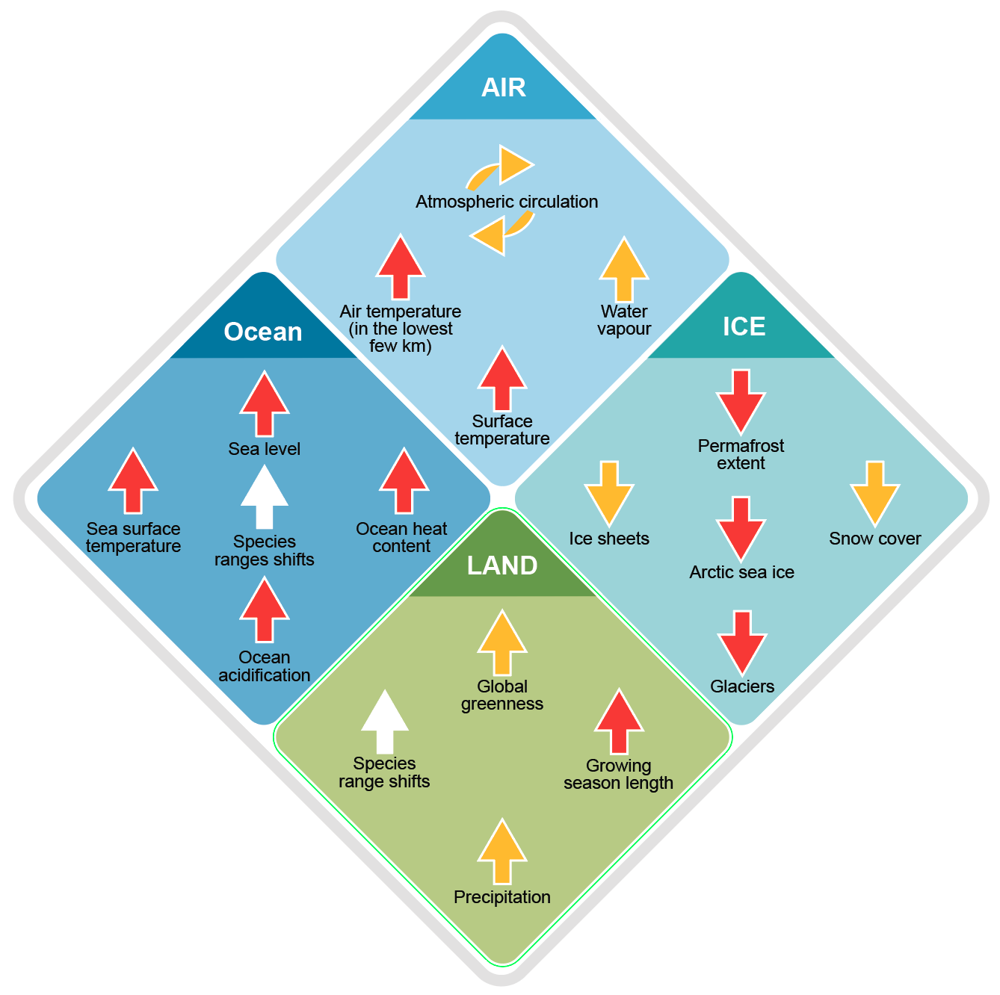 AIR
Atmospheric circulation
Air temperature
(in the lowest
few km)
Water
vapour
Surface
temperature
Ocean
Sea level
Sea surface
temperature
Species
ranges shifts
Ocean heat
content
Ocean
acidification
ICE
Permafrost
extent
Ice sheets
Snow cover
Arctic sea ice
Glaciers
LAND
Global
greenness
Species
range shifts
Growing
season length
Precipitation